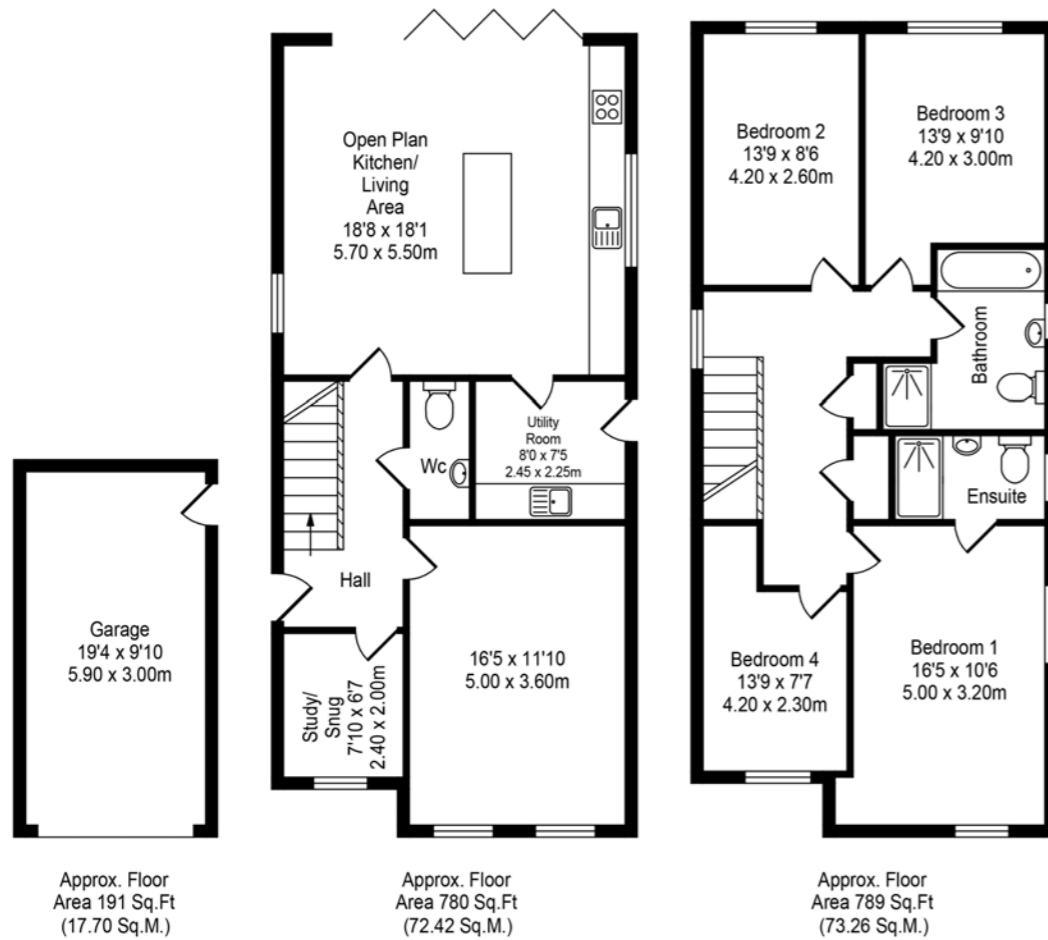 Garage
19'4 x 9'10
5.90 x 3.00m
Approx. Floor
Area 191 Sq.Ft
(17.70 Sq.M.)
Open Plan
Kitchen/
Living
Area
18'8 x 18'1
5.70 x 5.50m
Wc
Utility
Room
8'0 x 7'5
2.45 x 2.25m
Hall
Study/
Snug
7'10 x 6'7
2.40 x 2.00m
16'5 x 11'10
5.00 x 3.60m
Approx. Floor
Area 780 Sq.Ft
(72.42 Sq.M.)
Bedroom 2
13'9 x 8'6
4.20 x 2.60m
Bedroom 3
13'9 x 9'10
4.20 x 3.00m
Bathroom
Ensuite
Bedroom 4
13'9 x 7'7
4.20 x 2.30m
Bedroom 1
16'5 x 10'6
5.00 x 3.20m
Approx. Floor
Area 789 Sq.Ft
(73.26 Sq.M.)